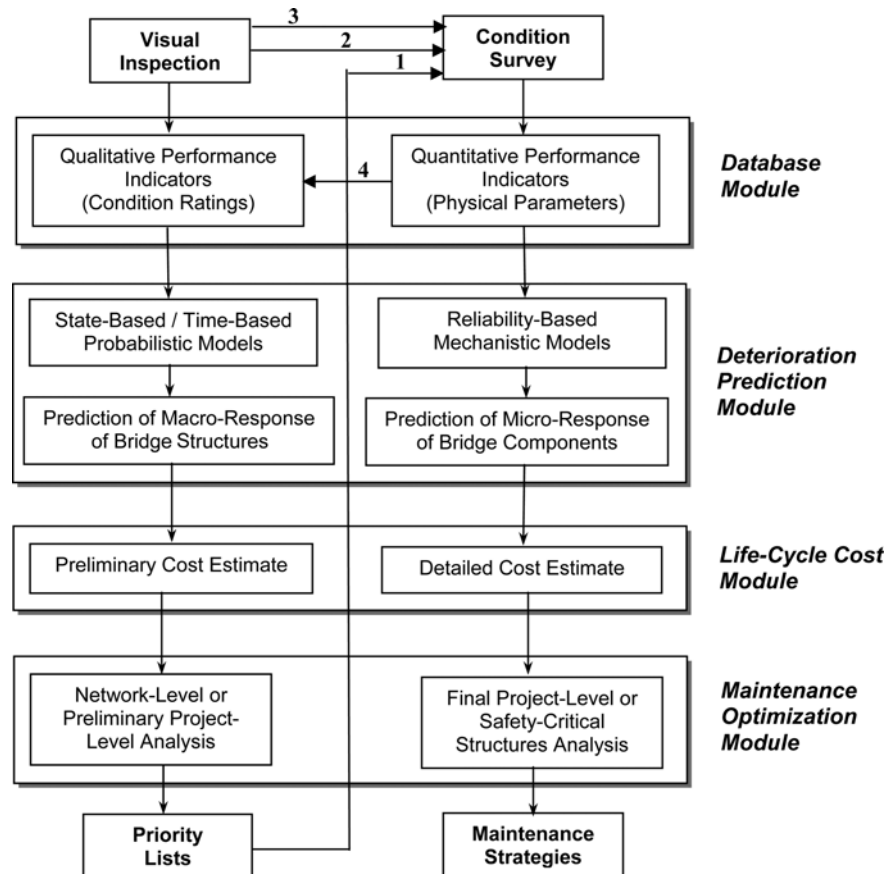 Visual
Inspection
3
2
1
Condition
Survey
Qualitative Performance
Indicators
(Condition Ratings)
4
Quantitative Performance
Indicators
(Physical Parameters)
Database
Module
State-Based / Time-Based
Probabilistic Models
Reliability-Based
Mechanistic Models
Prediction of Macro-Response
of Bridge Structures
Prediction of Micro-Response
of Bridge Components
Deterioration
Prediction
Module
Preliminary Cost Estimate
Detailed Cost Estimate
Life-Cycle Cost
Module
Network-Level or
Preliminary Project-
Level Analysis
Final Project-Level or
Safety-Critical
Structures Analysis
Maintenance
Optimization
Module
Priority
Lists
Maintenance
Strategies